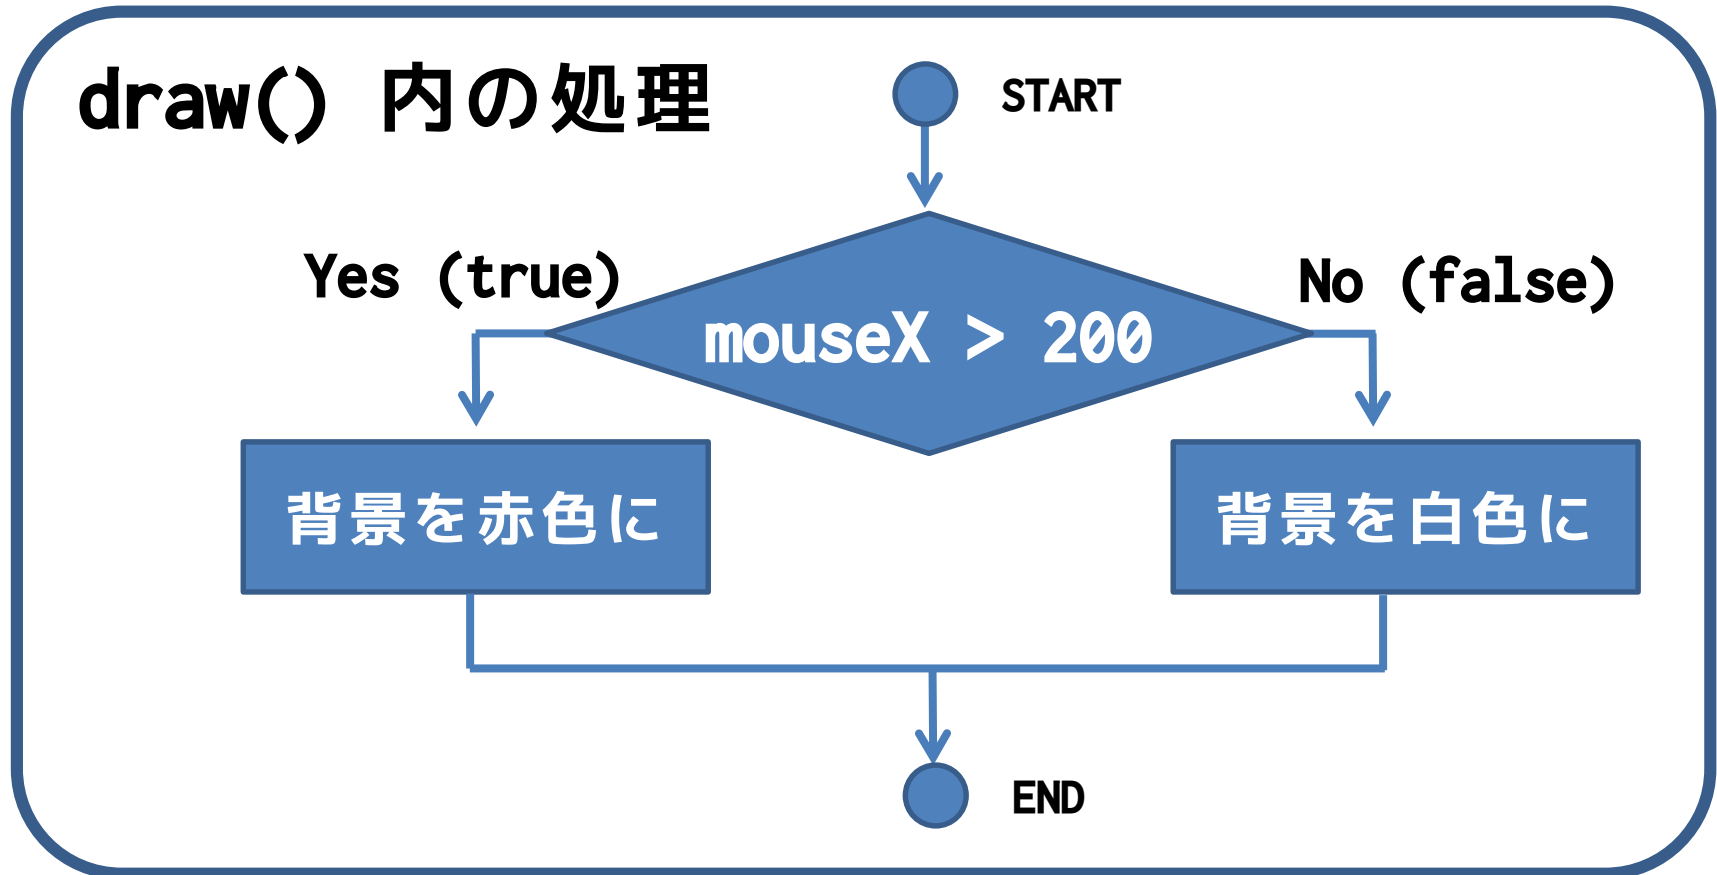 draw() 内の処理
START
Yes (true)
No (false)
mouseX > 200
背景を赤色に
背景を白色に
END